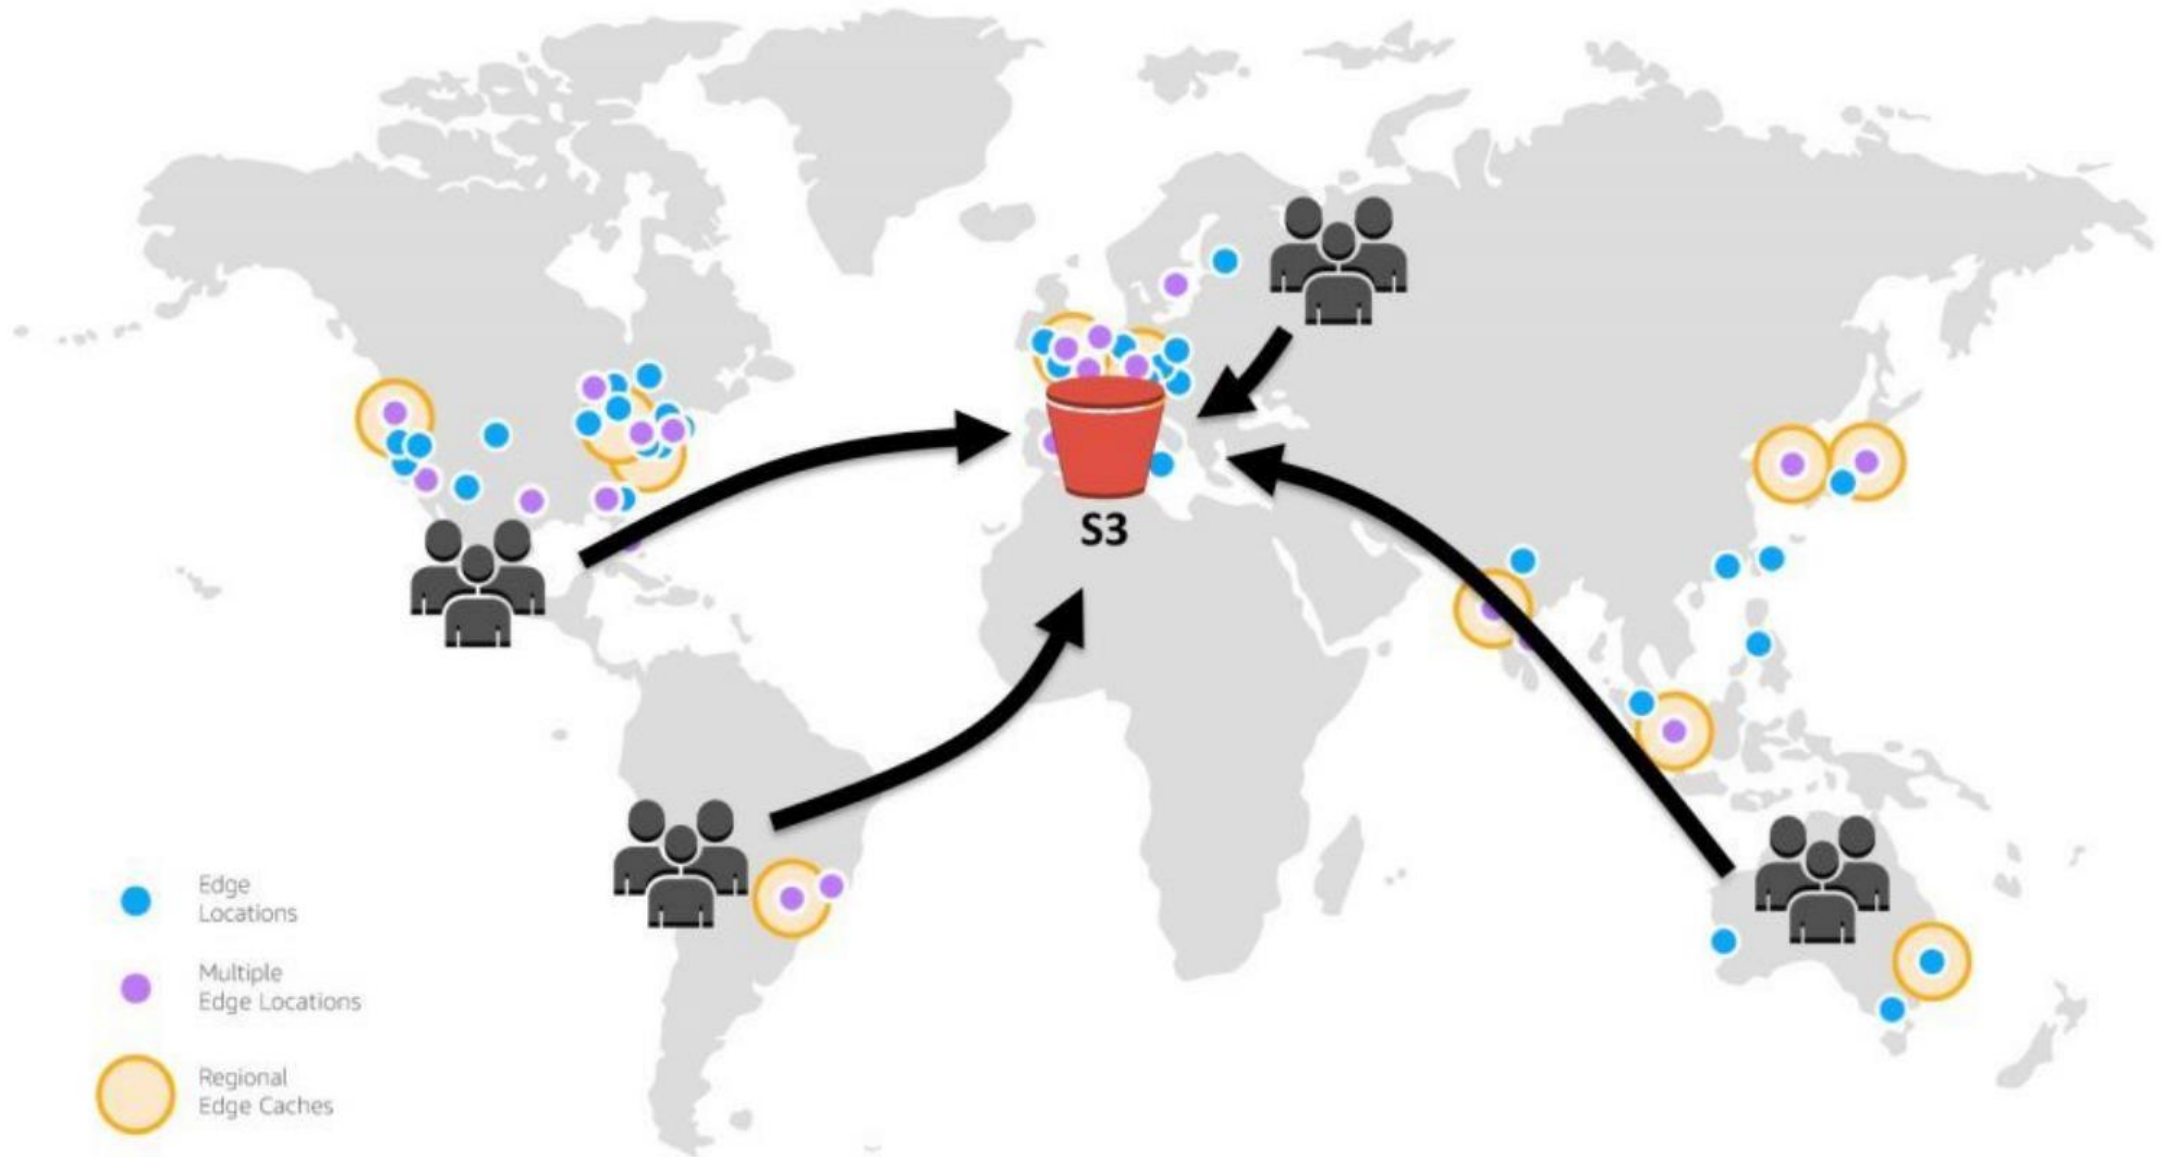 S3
Edge
Locations
Multiple
Edge Locations
Regional
Edge Caches